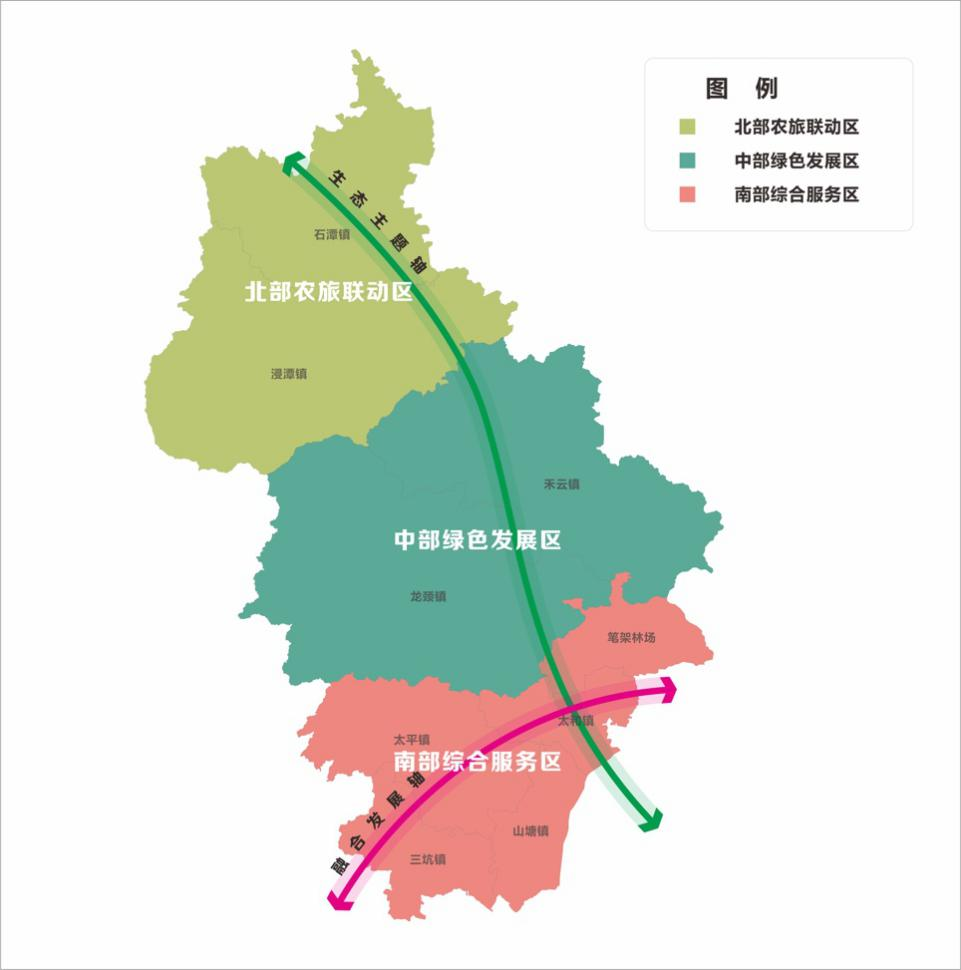 图 例
北部农旅联动区
中部绿色发展区
南部综合服务区
生态主题轴
石潭镇
北部农旅联动区
浸潭镇
禾云镇
中部绿色发展区
龙颈镇
笔架林场
太和镇
太平镇
南部综合服务区
融合发展轴
山塘镇
三坑镇